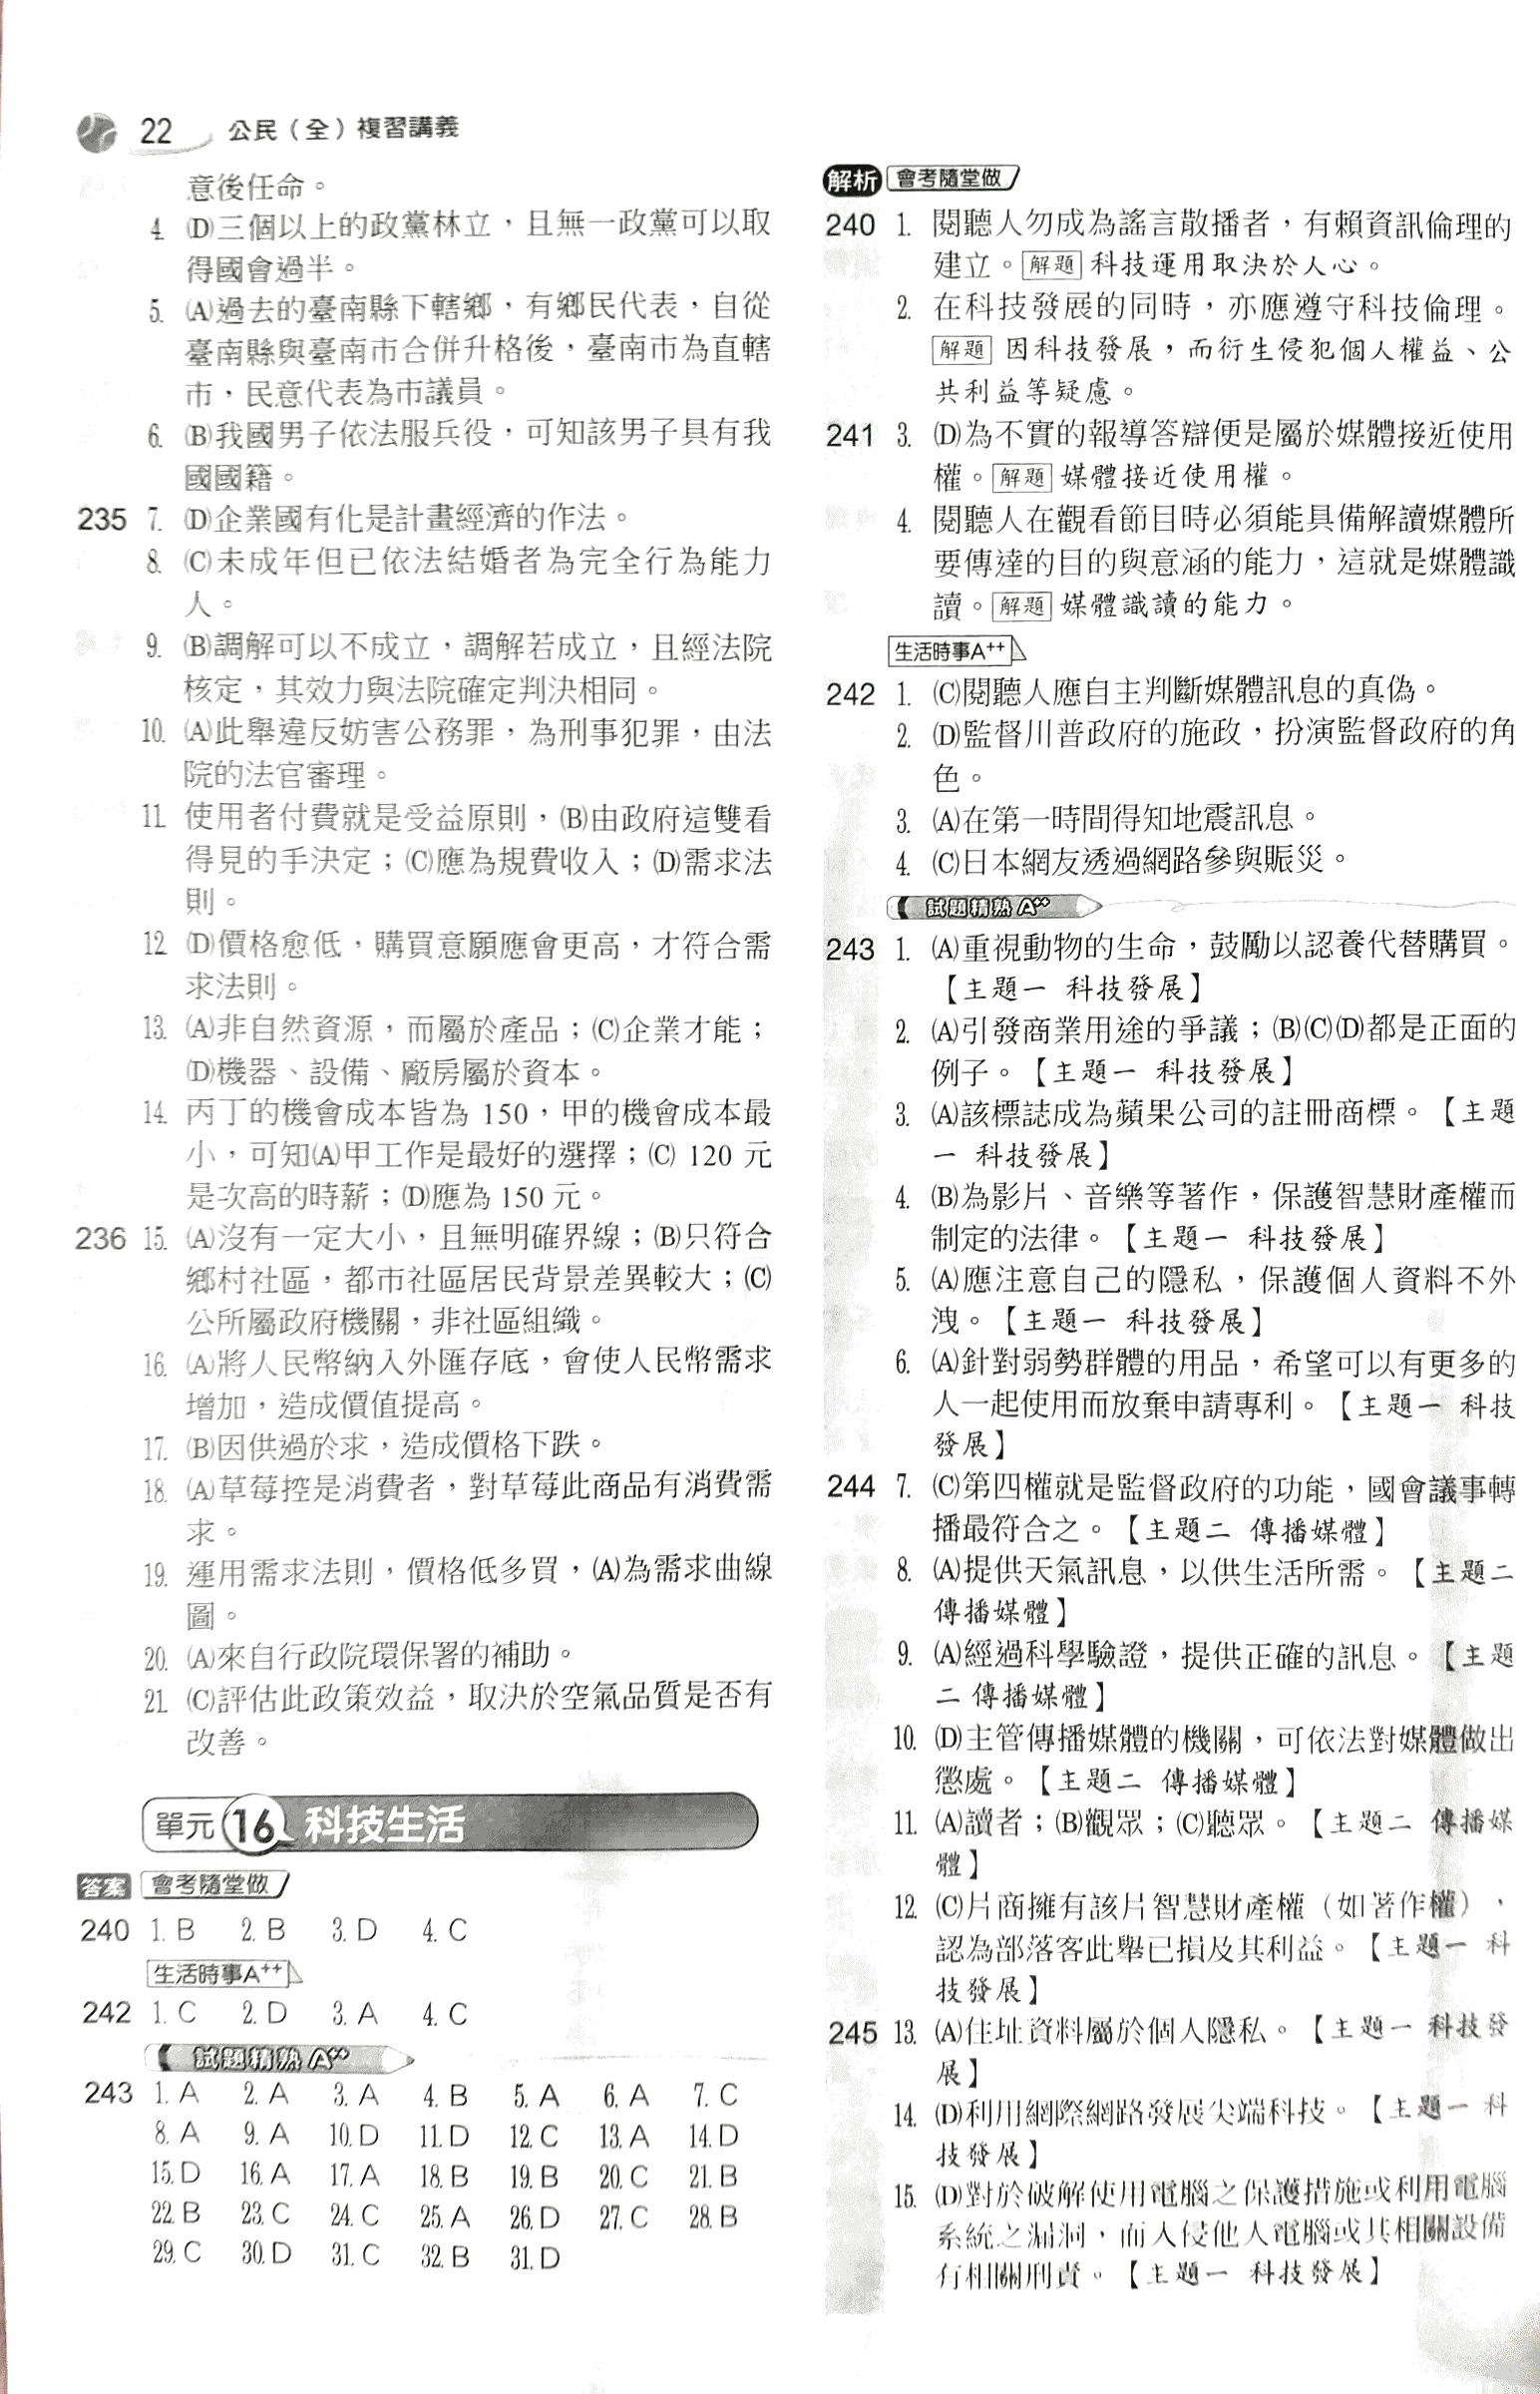 22 公民（全）複習講義
意後任命。
4. (D)三個以上的政黨林立，且無一政黨可以取
得國會過半。
5. (A)過去的臺南縣下轄鄉，有鄉民代表，自從
臺南縣與臺南市合併升格後，臺南市為直轄
市，民意代表為市議員。
6. (B)我國男子依法服兵役，可知該男子具有我
國國籍。
235 7. (D)企業國有化是計畫經濟的作法。
8. (C)未成年但已依法結婚者為完全行為能力
人。
9. (B)調解可以不成立，調解若成立，且經法院
核定，其效力與法院確定判決相同。
10. (A)此舉違反妨害公務罪，為刑事犯罪，由法
院的法官審理。
11. 使用者付費就是受益原則，(B)由政府這雙看
得見的手決定；(C)應為規費收入；(D)需求法
則。
12. (D)價格愈低，購買意願應會更高，才符合需
求法則。
13. (A)非自然資源，而屬於產品；(C)企業才能；
(D)機器、設備、廠房屬於資本。
14. 丙丁的機會成本皆為 150，甲的機會成本最
小，可知(A)甲工作是最好的選擇；(C) 120 元
是次高的時薪；(D)應為 150 元。
236 15. (A)沒有一定大小，且無明確界線；(B)只符合
鄉村社區，都市社區居民背景差異較大；(C)
公所屬政府機關，非社區組織。
16. (A)將人民幣納入外匯存底，會使人民幣需求
增加，造成價值提高。
17. (B)因供過於求，造成價格下跌。
18. (A)草莓控是消費者，對草莓此商品有消費需
求。
19. 運用需求法則，價格低多買，(A)為需求曲線
圖。
20. (A)來自行政院環保署的補助。
21. (C)評估此政策效益，取決於空氣品質是否有
改善。
單元 16 科技生活
答案 會考隨堂做
240 1. B 2. B 3. D 4. C
生活時事A++
242 1. C 2. D 3. A 4. C
試題精熟 A++
243 1. A 2. A 3. A 4. B 5. A 6. A 7. C
8. A 9. A 10. D 11. D 12. C 13. A 14. D
15. D 16. A 17. A 18. B 19. B 20. C 21. B
22. B 23. C 24. C 25. A 26. D 27. C 28. B
29. C 30. D 31. C 32. B 31. D
解析 會考隨堂做
240 1. 閱聽人勿成為謠言散播者，有賴資訊倫理的
建立。解題 科技運用取決於人心。
2. 在科技發展的同時，亦應遵守科技倫理。
解題 因科技發展，而衍生侵犯個人權益、公
共利益等疑慮。
241 3. (D)為不實的報導答辯便是屬於媒體接近使用
權。解題 媒體接近使用權。
4. 閱聽人在觀看節目時必須能具備解讀媒體所
要傳達的目的與意涵的能力，這就是媒體識
讀。解題 媒體識讀的能力。
生活時事A++
242 1. (C)閱聽人應自主判斷媒體訊息的真偽。
2. (D)監督川普政府的施政，扮演監督政府的角
色。
3. (A)在第一時間得知地震訊息。
4. (C)日本網友透過網路參與賑災。
試題精熟 A++
243 1. (A)重視動物的生命，鼓勵以認養代替購買。
【主題一 科技發展】
2. (A)引發商業用途的爭議；(B)(C)(D)都是正面的
例子。【主題一 科技發展】
3. (A)該標誌成為蘋果公司的註冊商標。【主題
一 科技發展】
4. (B)為影片、音樂等著作，保護智慧財產權而
制定的法律。【主題一 科技發展】
5. (A)應注意自己的隱私，保護個人資料不外
洩。【主題一 科技發展】
6. (A)針對弱勢群體的用品，希望可以有更多的
人一起使用而放棄申請專利。【主題一 科技
發展】
244 7. (C)第四權就是監督政府的功能，國會議事轉
播最符合之。【主題二 傳播媒體】
8. (A)提供天氣訊息，以供生活所需。【主題二
傳播媒體】
9. (A)經過科學驗證，提供正確的訊息。【主題
二 傳播媒體】
10. (D)主管傳播媒體的機關，可依法對媒體做出
懲處。【主題二 傳播媒體】
11. (A)讀者；(B)觀眾；(C)聽眾。【主題二 傳播媒
體】
12. (C)片商擁有該片智慧財產權（如著作權），
認為部落客此舉已損及其利益。【主題一 科
技發展】
245 13. (A)住址資料屬於個人隱私。【主題一 科技發
展】
14. (D)利用網際網路發展尖端科技。【主題一 科
技發展】
15. (D)對於破解使用電腦之保護措施或利用電腦
系統之漏洞，而入侵他人電腦或其相關設備
有相關刑責。【主題一 科技發展】